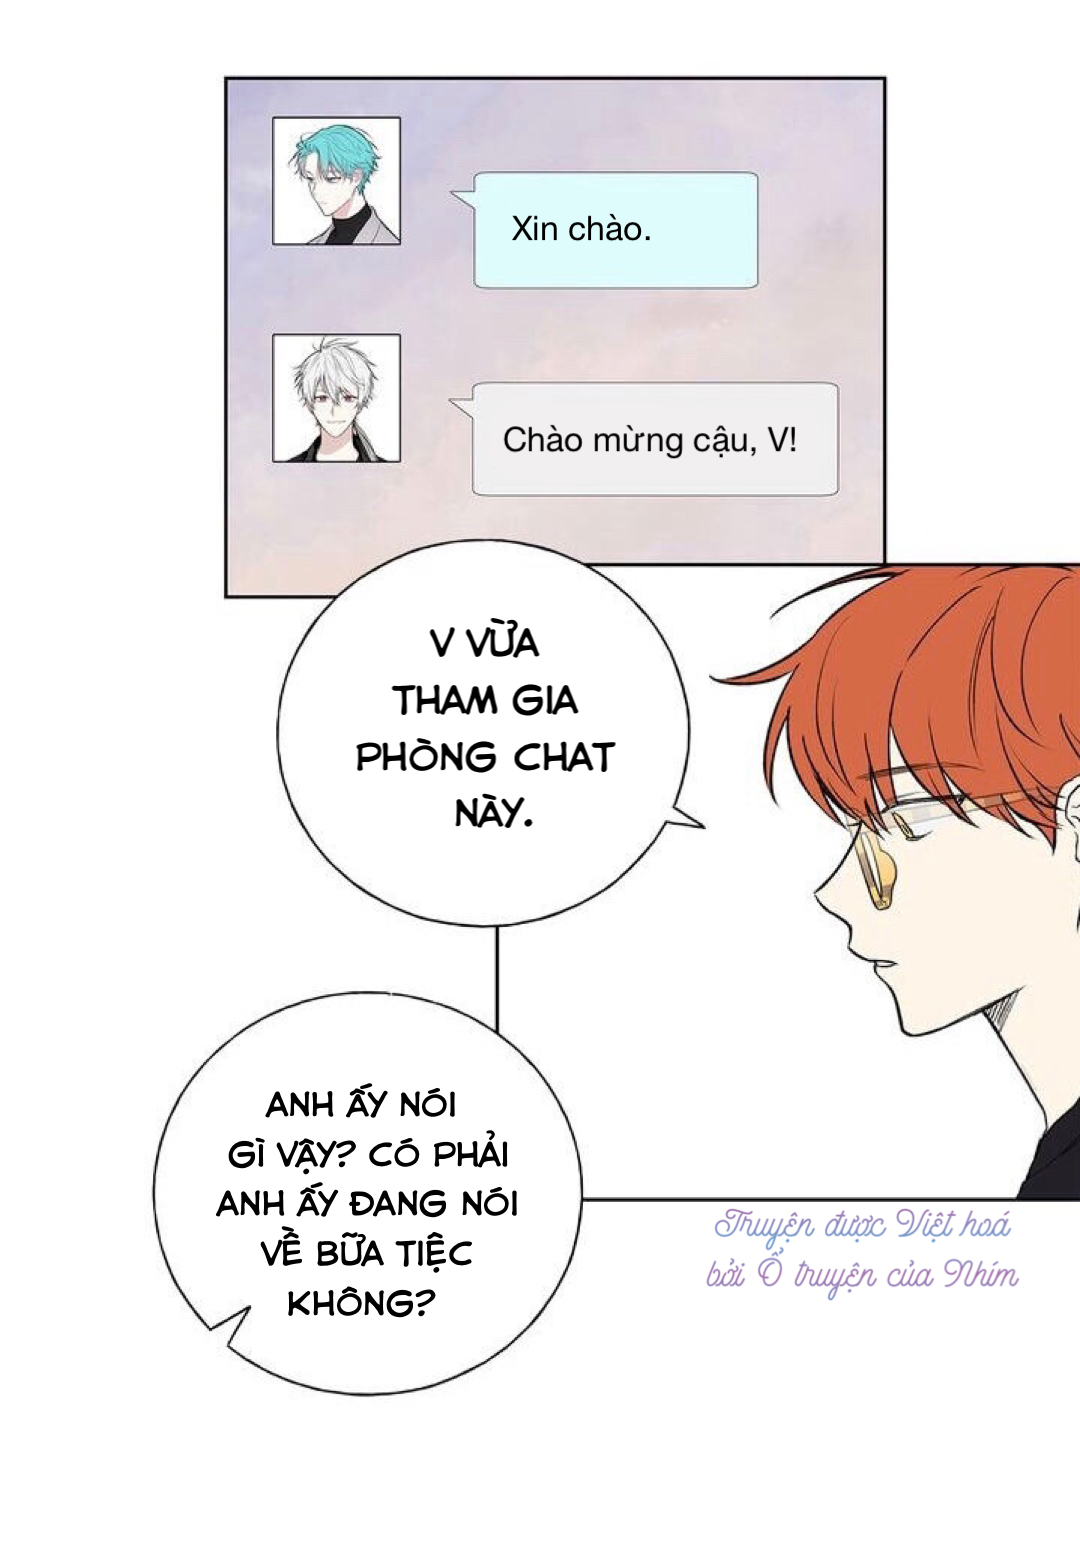 Xin chào.
Chào mừng cậu, V!
V VỪA
THAM GIA
PHÒNG CHAT
NÀY.
ANH ẤY NÓI
GÌ VẬY? CÓ PHẢI
ANH ẤY ĐANG NÓI
VỀ BỮA TIỆC
KHÔNG?
Truyện được Việt hoá
bởi Ổ truyện của Nhím